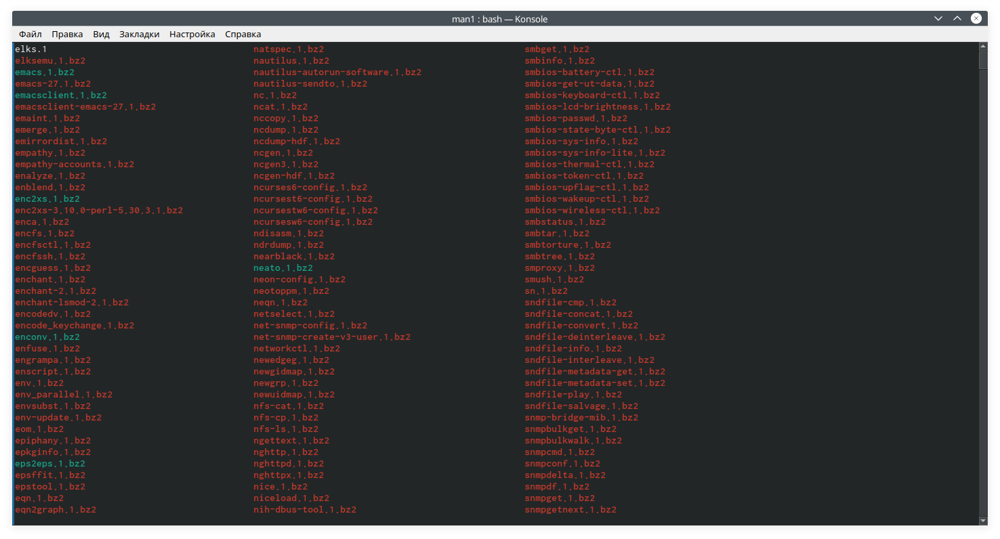 man1 : bash — Konsole
Файл Правка Вид Закладки Настройка Справка
elks.1 natspec.1.bz2 smbget.1.bz2
elksemu.1.bz2 nautilus.1.bz2 smbinfo.1.bz2
emacs.1.bz2 nautilus-autorun-software.1.bz2 smbios-battery-ctl.1.bz2
emacs-27.1.bz2 nautilus-sendto.1.bz2 smbios-get-ut-data.1.bz2
emacsclient.1.bz2 nc.1.bz2 smbios-keyboard-ctl.1.bz2
emacsclient-emacs-27.1.bz2 ncat.1.bz2 smbios-lcd-brightness.1.bz2
emaint.1.bz2 nccopy.1.bz2 smbios-passwd.1.bz2
emerge.1.bz2 ncdump.1.bz2 smbios-state-byte-ctl.1.bz2
emirrordist.1.bz2 ncdump-hdf.1.bz2 smbios-sys-info.1.bz2
empathy.1.bz2 ncgen.1.bz2 smbios-sys-info-lite.1.bz2
empathy-accounts.1.bz2 ncgen3.1.bz2 smbios-thermal-ctl.1.bz2
enalyze.1.bz2 ncgen-hdf.1.bz2 smbios-token-ctl.1.bz2
enblend.1.bz2 ncurses6-config.1.bz2 smbios-upflag-ctl.1.bz2
enc2xs.1.bz2 ncursest6-config.1.bz2 smbios-wakeup-ctl.1.bz2
enc2xs-3.10.0-perl-5.30.3.1.bz2 ncursestw6-config.1.bz2 smbios-wireless-ctl.1.bz2
enca.1.bz2 ncursesw6-config.1.bz2 smbstatus.1.bz2
encfs.1.bz2 ndisasm.1.bz2 smbtar.1.bz2
encfsctl.1.bz2 ndrdump.1.bz2 smbtorture.1.bz2
encfssh.1.bz2 nearblack.1.bz2 smbtree.1.bz2
encguess.1.bz2 neato.1.bz2 smproxy.1.bz2
enchant.1.bz2 neon-config.1.bz2 smush.1.bz2
enchant-2.1.bz2 neotoppm.1.bz2 sn.1.bz2
enchant-lsmod-2.1.bz2 neqn.1.bz2 sndfile-cmp.1.bz2
encodedv.1.bz2 netselect.1.bz2 sndfile-concat.1.bz2
encode_keychange.1.bz2 net-snmp-config.1.bz2 sndfile-convert.1.bz2
enconv.1.bz2 net-snmp-create-v3-user.1.bz2 sndfile-deinterleave.1.bz2
enfuse.1.bz2 networkctl.1.bz2 sndfile-info.1.bz2
engrampa.1.bz2 newedgeg.1.bz2 sndfile-interleave.1.bz2
enscript.1.bz2 newgidmap.1.bz2 sndfile-metadata-get.1.bz2
env.1.bz2 newgrp.1.bz2 sndfile-metadata-set.1.bz2
env_parallel.1.bz2 newuidmap.1.bz2 sndfile-play.1.bz2
envsubst.1.bz2 nfs-cat.1.bz2 sndfile-salvage.1.bz2
env-update.1.bz2 nfs-cp.1.bz2 snmp-bridge-mib.1.bz2
eom.1.bz2 nfs-ls.1.bz2 snmpbulkget.1.bz2
epiphany.1.bz2 ngettext.1.bz2 snmpbulkwalk.1.bz2
epkginfo.1.bz2 nghttp.1.bz2 snmpcmd.1.bz2
eps2eps.1.bz2 nghttpd.1.bz2 snmpconf.1.bz2
epsffit.1.bz2 nghttpx.1.bz2 snmpdelta.1.bz2
epstool.1.bz2 nice.1.bz2 snmpdf.1.bz2
eqn.1.bz2 niceload.1.bz2 snmpget.1.bz2
eqn2graph.1.bz2 nih-dbus-tool.1.bz2 snmpgetnext.1.bz2